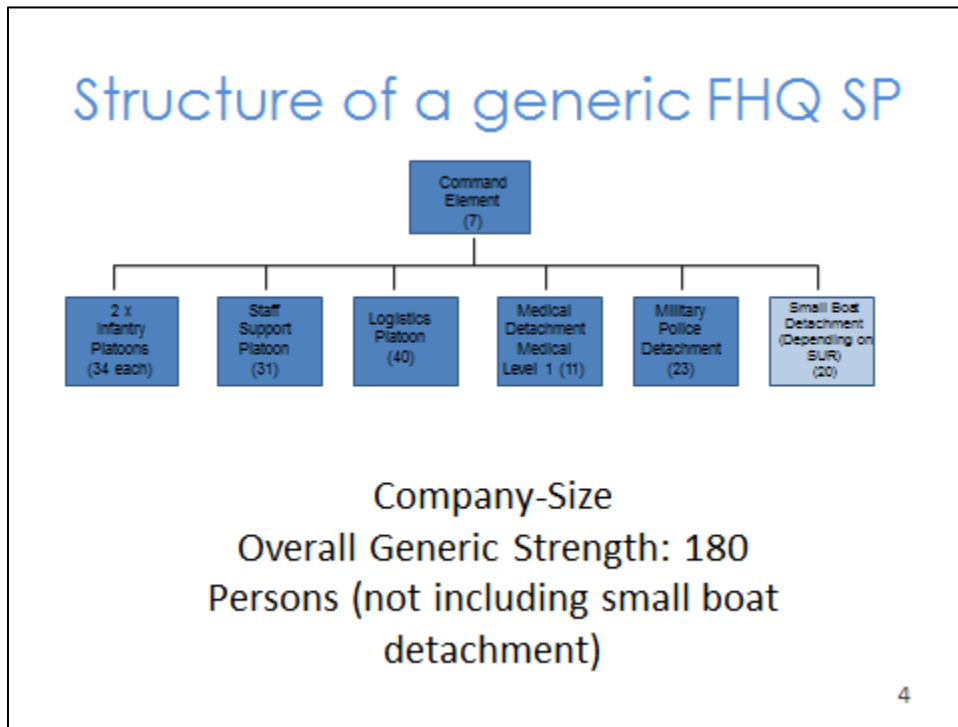 Structure of a generic FHQ SP
Command
Element
(7)
2 x
Infantry
Platoons
(34 each)
Staff
Support
Platoon
(31)
Logistics
Platoon
(40)
Medical
Detachment
Medical
Level 1 (11)
Military
Police
Detachment
(23)
Small Boat
Detachment
(Depending on
SUR)
(20)
Company-Size
Overall Generic Strength: 180
Persons (not including small boat
detachment)
4